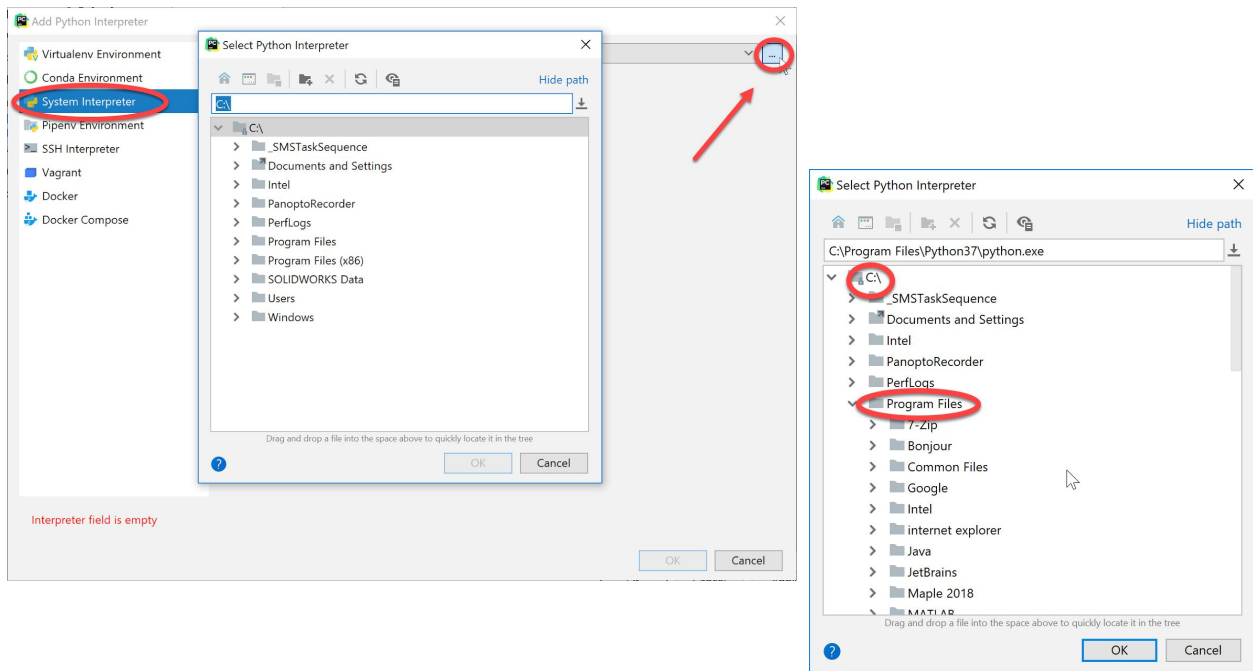 Add Python Interpreter
Virtualenv Environment
Conda Environment
System Interpreter
Pipenv Environment
SSH Interpreter
Vagrant
Docker
Docker Compose
Interpreter field is empty
...
OK
Cancel
Select Python Interpreter
Hide path
C:\
C:\
_SMSTaskSequence
Documents and Settings
Intel
PanoptoRecorder
PerfLogs
Program Files
Program Files (x86)
SOLIDWORKS Data
Users
Windows
Drag and drop a file into the space above to quickly locate it in the tree
?
OK
Cancel
Select Python Interpreter
Hide path
C:\Program Files\Python37\python.exe
C:\
_SMSTaskSequence
Documents and Settings
Intel
PanoptoRecorder
PerfLogs
Program Files
7-Zip
Bonjour
Common Files
Google
Intel
internet explorer
Java
JetBrains
Maple 2018
MATLAB
Drag and drop a file into the space above to quickly locate it in the tree
?
OK
Cancel